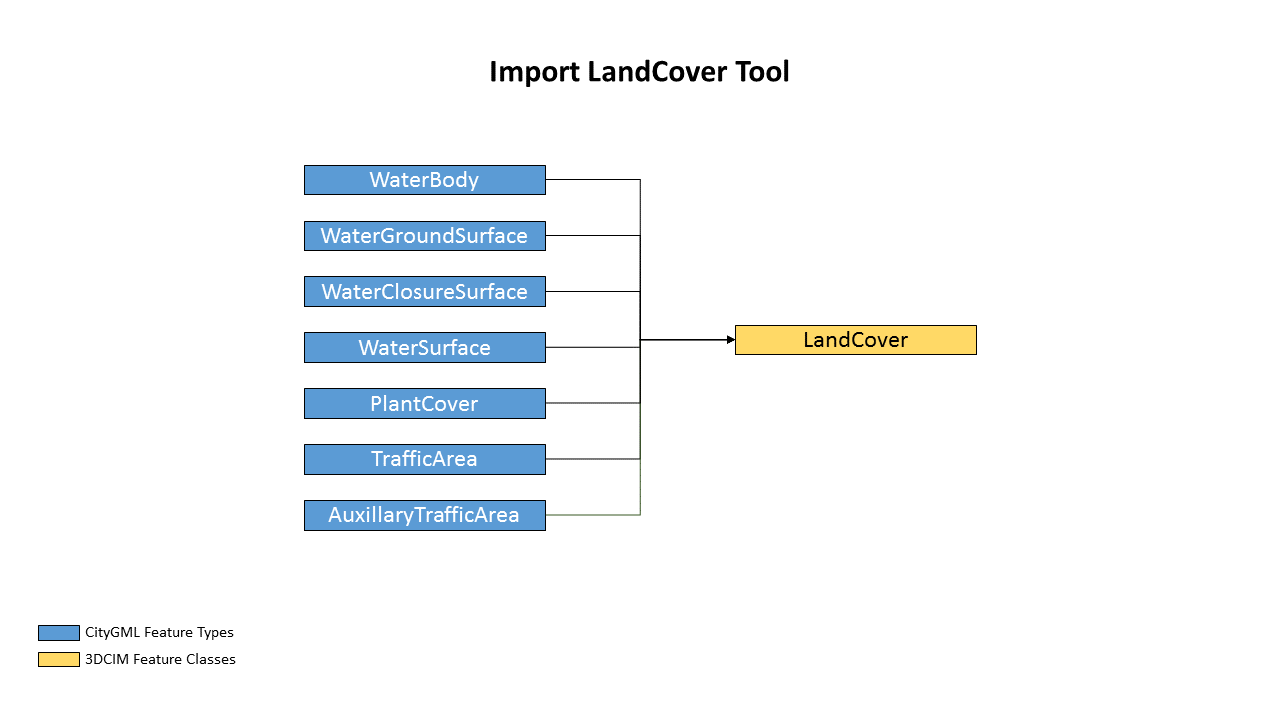 Import LandCover Tool
WaterBody
WaterGroundSurface
WaterClosureSurface
WaterSurface
PlantCover
TrafficArea
AuxillaryTrafficArea
LandCover
CityGML Feature Types
3DCIM Feature Classes